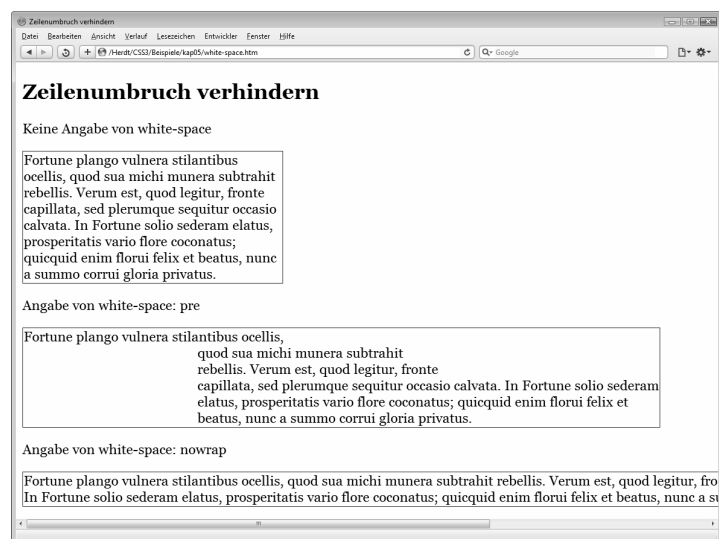 Zeilenumbruch verhindern
Datei Bearbeiten Ansicht Verlauf Lesezeichen Entwickler Fenster Hilfe
/Herdt/CSS3/Beispiele/kap05/white-space.htm
Google
Zeilenumbruch verhindern
Keine Angabe von white-space
Fortune plango vulnera stilantibus
ocellis, quod sua michi munera subtrahit
rebellis. Verum est, quod legitur, fronte
capillata, sed plerumque sequitur occasio
calvata. In Fortune solio sederam elatus,
prosperitatis vario flore coconatus;
quicquid enim florui felix et beatus, nunc
a summo corrui gloria privatus.
Angabe von white-space: pre
Fortune plango vulnera stilantibus ocellis,
quod sua michi munera subtrahit
rebellis. Verum est, quod legitur, fronte
capillata, sed plerumque sequitur occasio calvata. In Fortune solio sederam
elatus, prosperitatis vario flore coconatus; quicquid enim florui felix et
beatus, nunc a summo corrui gloria privatus.
Angabe von white-space: nowrap
Fortune plango vulnera stilantibus ocellis, quod sua michi munera subtrahit rebellis. Verum est, quod legitur, fro
In Fortune solio sederam elatus, prosperitatis vario flore coconatus; quicquid enim florui felix et beatus, nunc a su